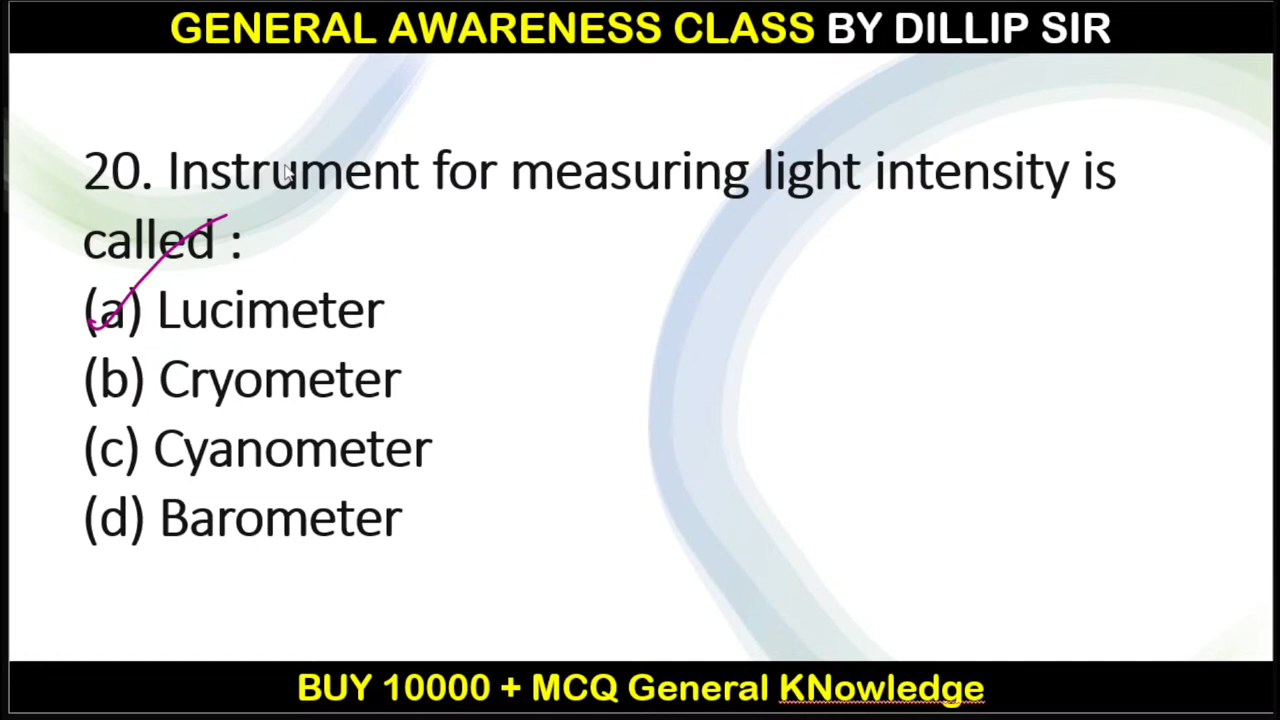 GENERAL AWARENESS CLASS BY DILLIP SIR
20. Instrument for measuring light intensity is
called :
(a) Lucimeter
(b) Cryometer
(c) Cyanometer
(d) Barometer
BUY 10000 + MCQ General KNowledge